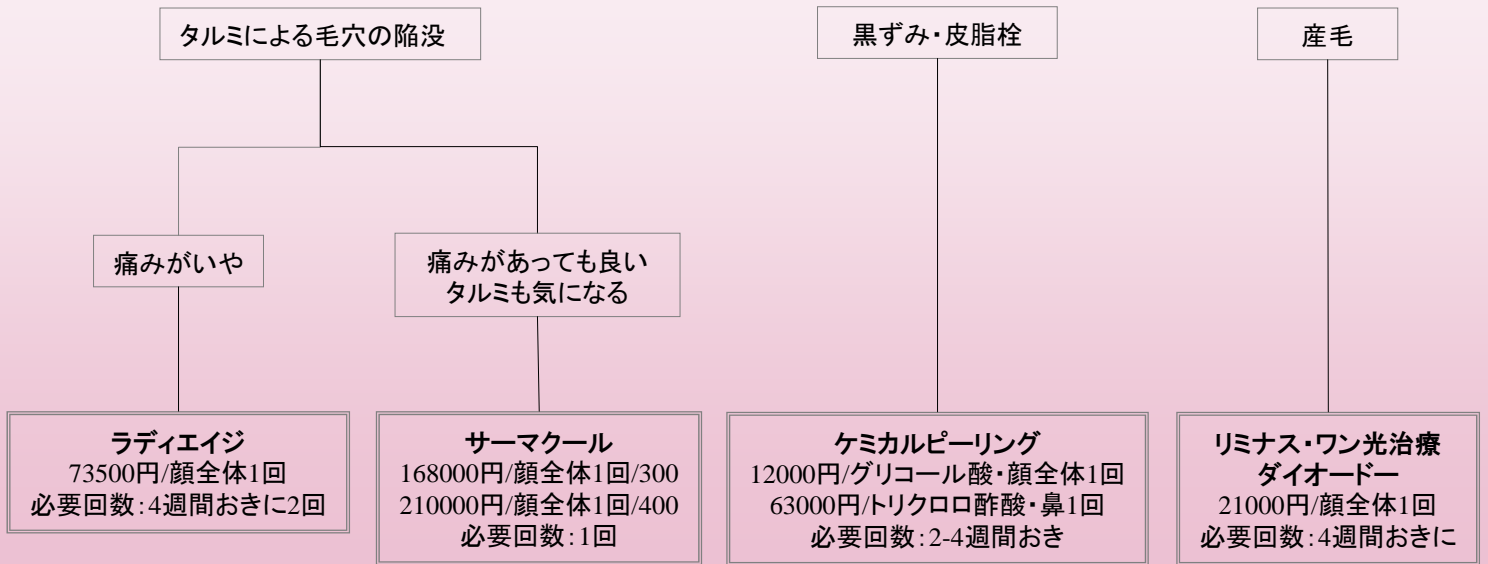 タルミによる毛穴の陥没
黒ずみ・皮脂栓
産毛
痛みがいや
痛みがあっても良い
タルミも気になる
ラディエイジ
73500円/顔全体1回
必要回数：4週間おきに2回
サーマクール
168000円/顔全体1回/300
210000円/顔全体1回/400
必要回数：1回
ケミカルピーリング
12000円/グリコール酸・顔全体1回
63000円/トリクロロ酢酸・鼻1回
必要回数：2-4週間おき
リミナス・ワン光治療
ダイオードー
21000円/顔全体1回
必要回数：4週間おきに